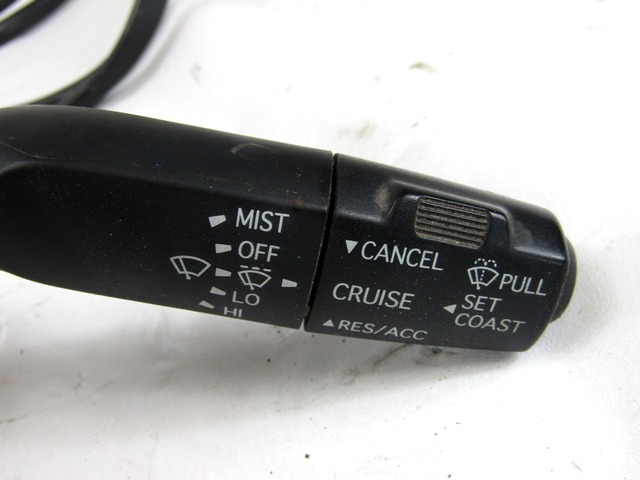 MIST
OFF
LO
HI
▼CANCEL
CRUISE
▲RES/ACC
PULL
◄SET
COAST